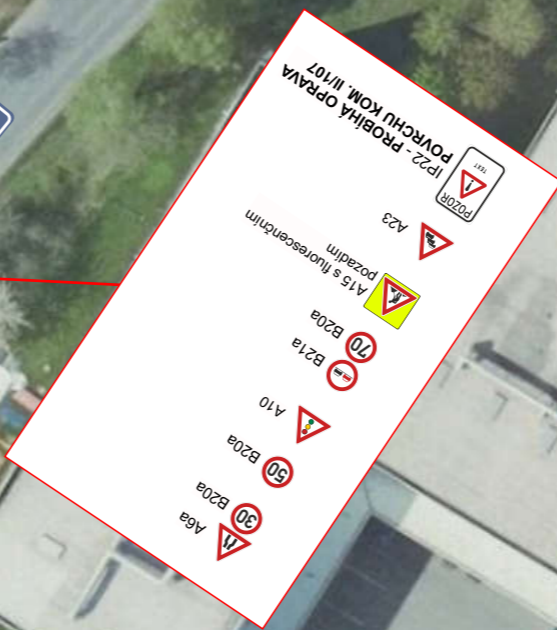 A6a
30 B20a
50 B20a
A10
B21a
70 B20a
A15 s fluorescenčním
pozadím
A23
POZOR
TEXT
IP22 - PROBÍHÁ OPRAVA
POVRCHU KOM. II/107